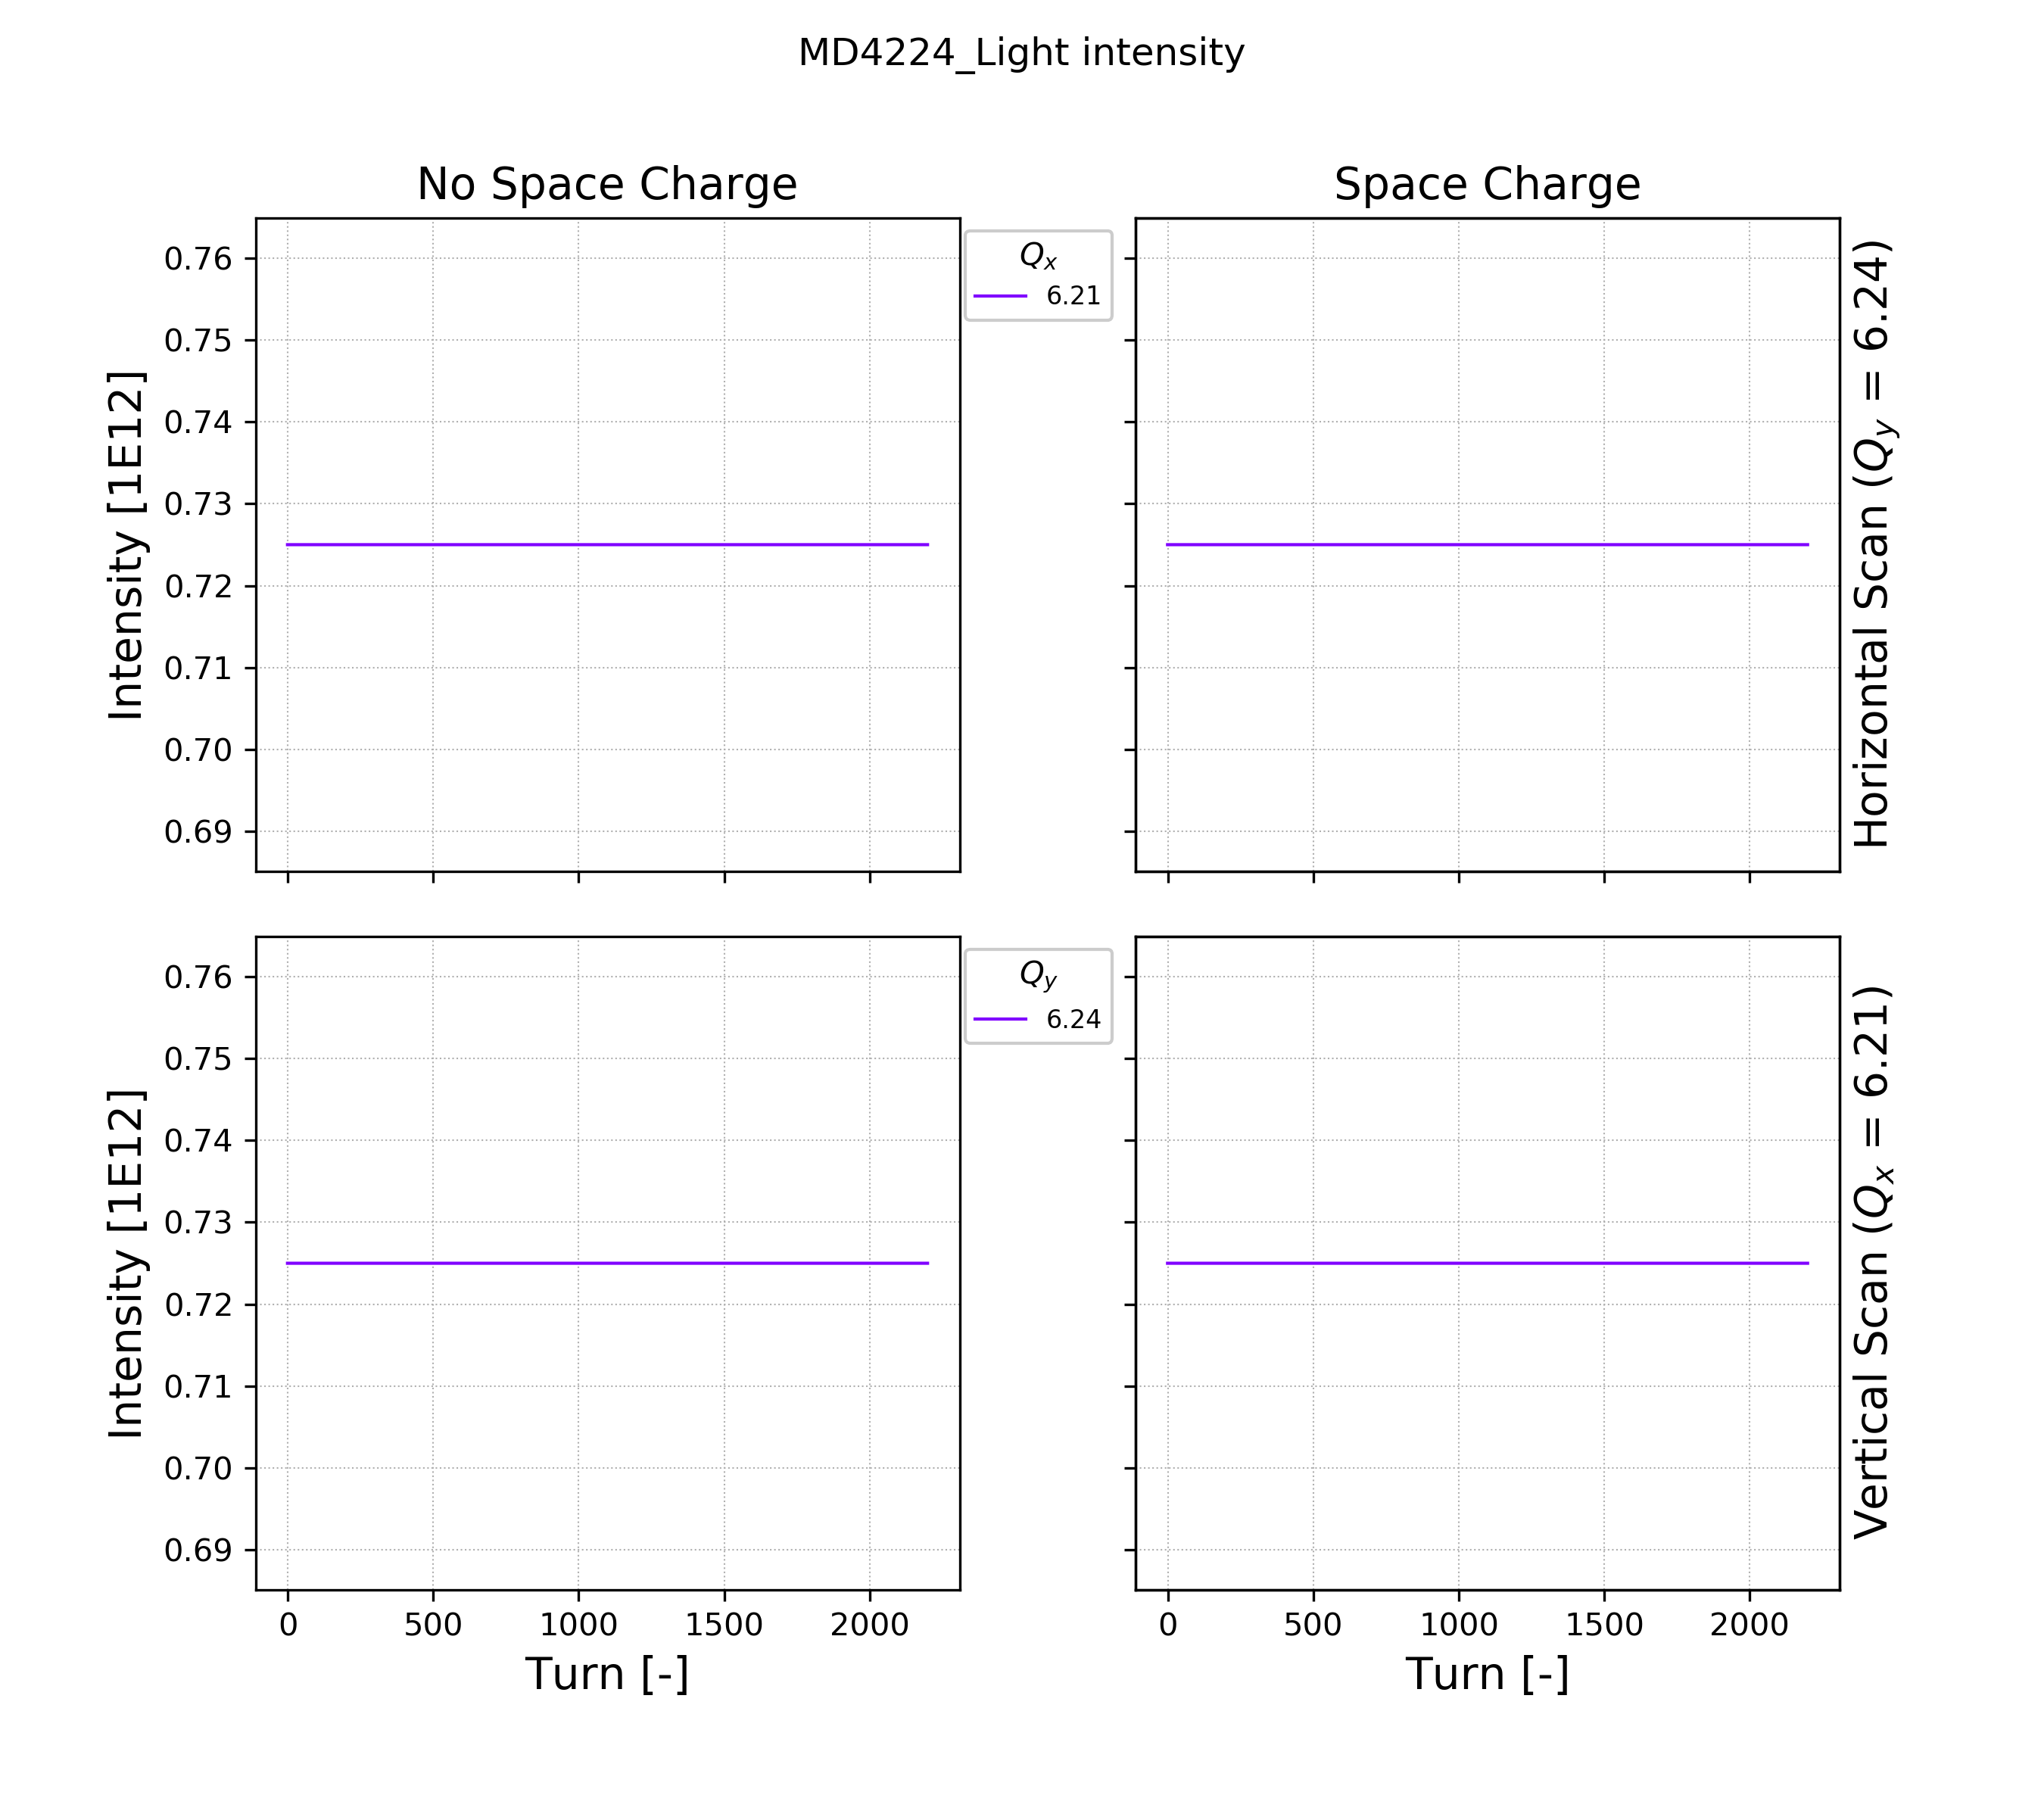 MD4224_Light intensity
No Space Charge
Space Charge
Intensity [1E12]
0.76
0.75
0.74
0.73
0.72
0.71
0.70
0.69
Qx
6.21
Horizontal Scan (Qy = 6.24)
Intensity [1E12]
0.76
0.75
0.74
0.73
0.72
0.71
0.70
0.69
Qy
6.24
Vertical Scan (Qx = 6.21)
0 500 1000 1500 2000
Turn [-]
0 500 1000 1500 2000
Turn [-]